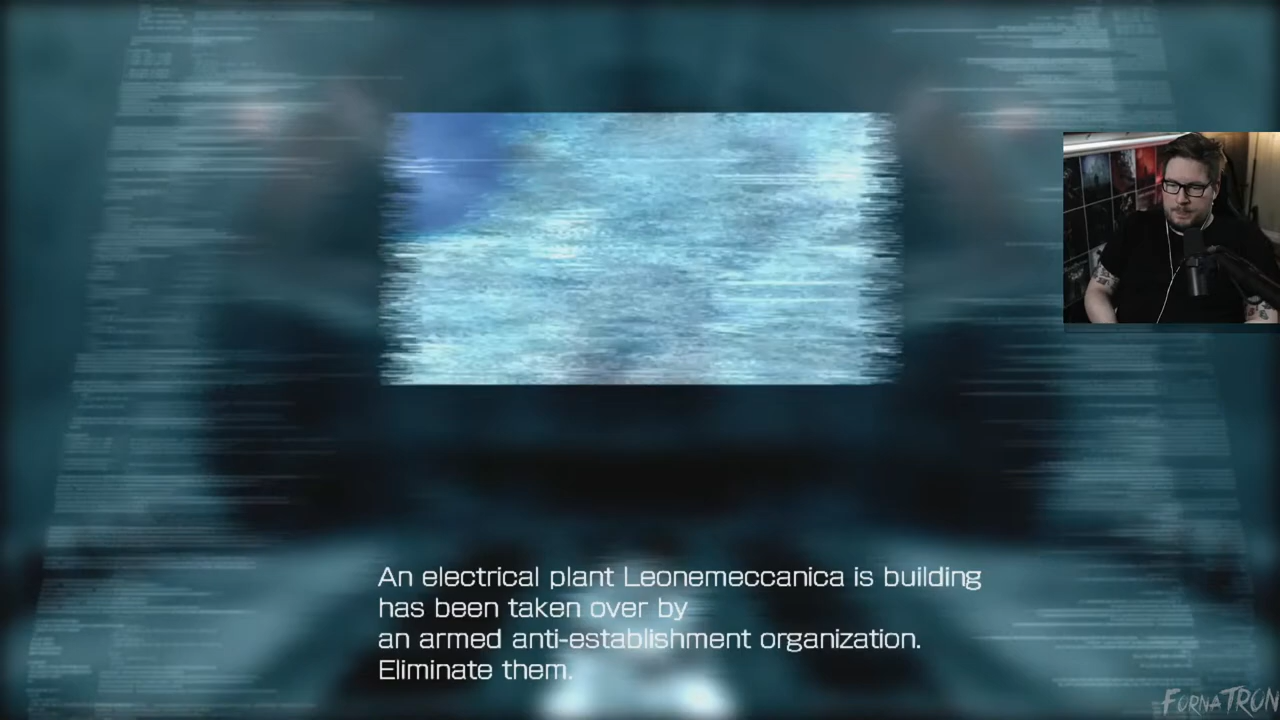 An electrical plant Leonemeccanica is building
has been taken over by
an armed anti-establishment organization.
Eliminate them.
FORNATRON